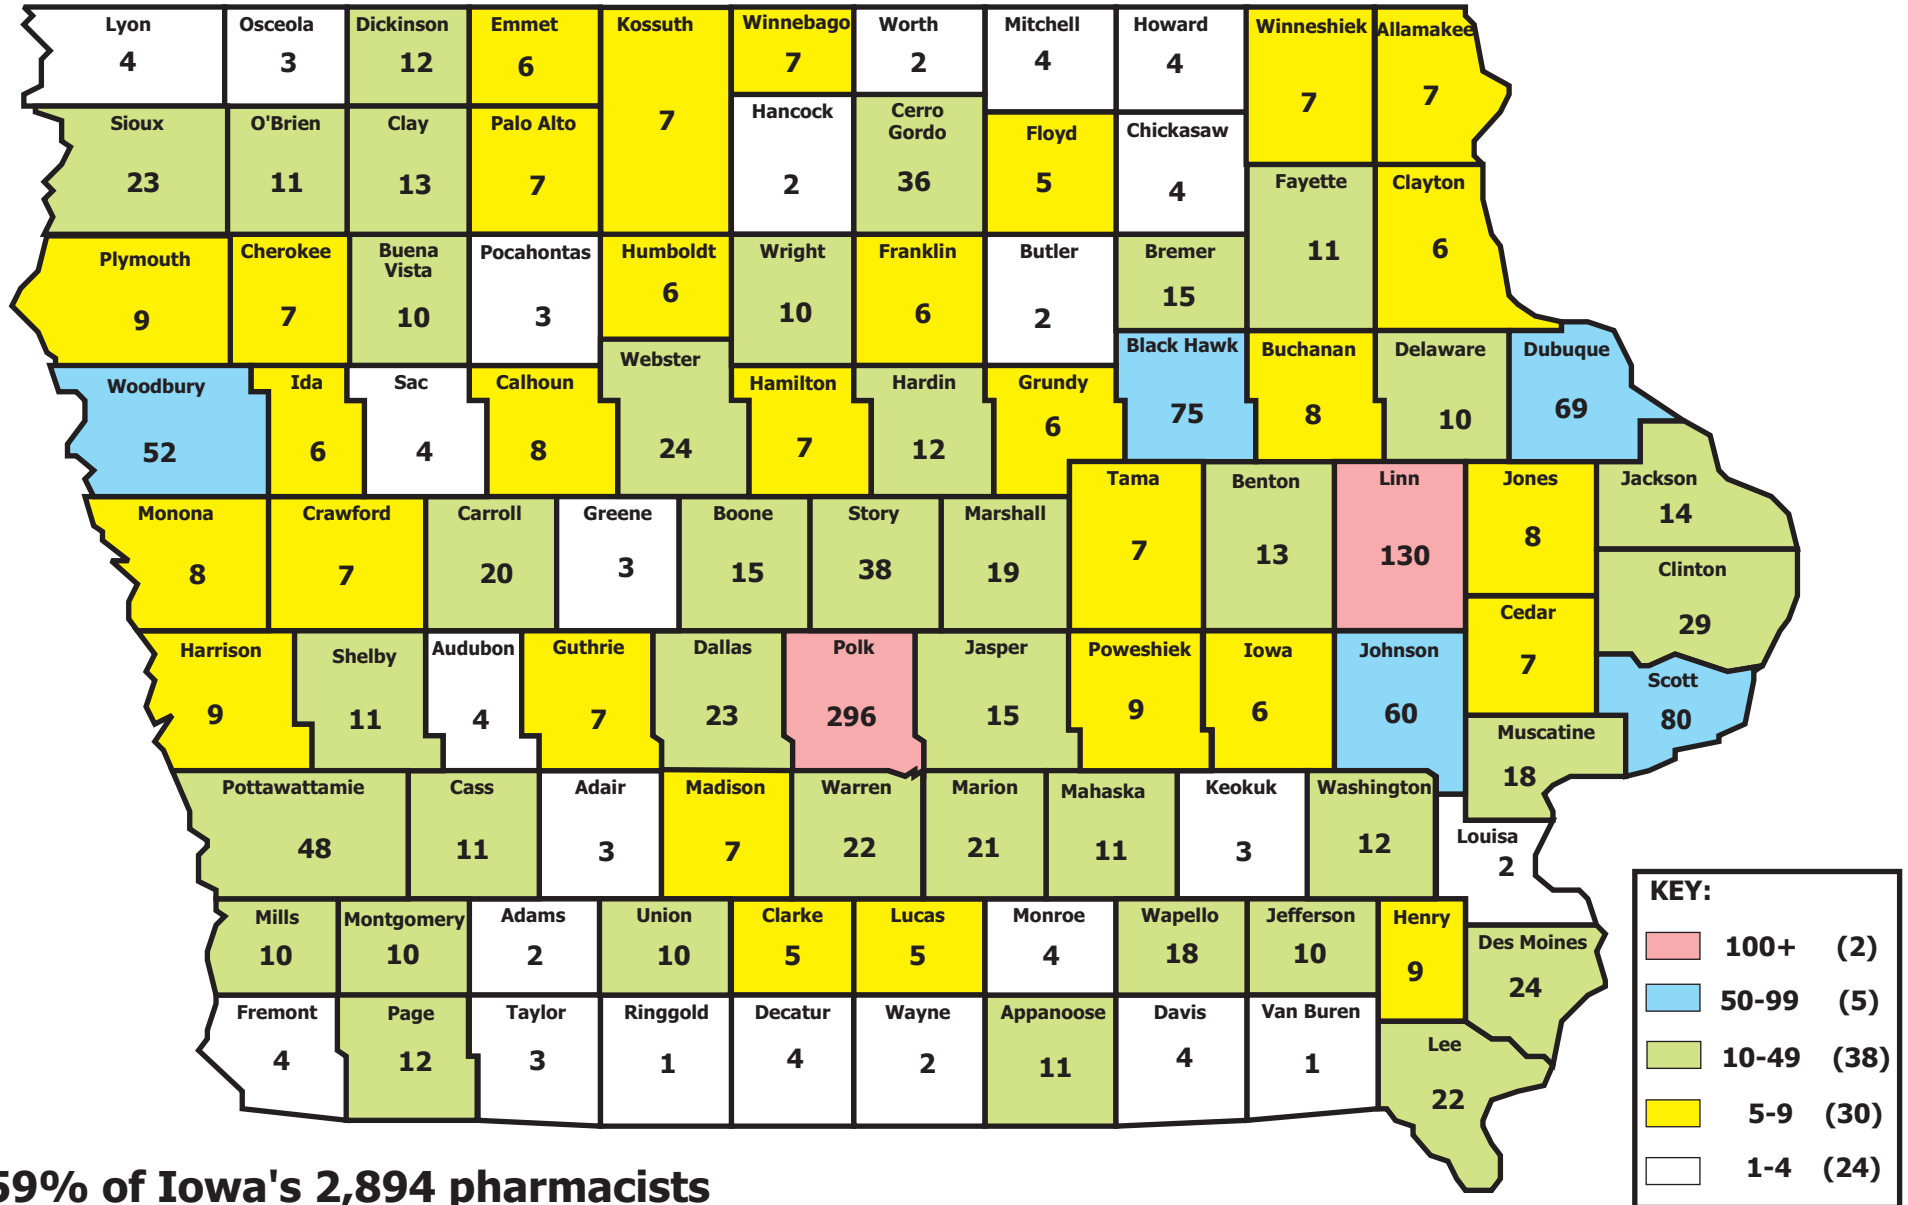 Lyon
4
Osceola
3
Dickinson
12
Emmet
6
Kossuth
7
Winnebago
7
Worth
2
Mitchell
4
Howard
4
Winneshiek
7
Allamakee
7
Sioux
23
O'Brien
11
Clay
13
Palo Alto
7
Hancock
2
Cerro
Gordo
36
Floyd
5
Chickasaw
4
Fayette
11
Clayton
6
Plymouth
9
Cherokee
7
Buena
Vista
10
Pocahontas
3
Humboldt
6
Wright
10
Franklin
6
Butler
2
Bremer
15
Woodbury
52
Ida
6
Sac
4
Calhoun
8
Webster
24
Hamilton
7
Hardin
12
Grundy
6
Black Hawk
75
Buchanan
8
Delaware
10
Dubuque
69
Monona
8
Crawford
7
Carroll
20
Greene
3
Boone
15
Story
38
Marshall
19
Tama
7
Benton
13
Linn
130
Jones
8
Jackson
14
Clinton
29
Cedar
7
Harrison
9
Shelby
11
Audubon
4
Guthrie
7
Dallas
23
Polk
296
Jasper
15
Poweshiek
9
Iowa
6
Johnson
60
Scott
80
Muscatine
18
Pottawattamie
48
Cass
11
Adair
3
Madison
7
Warren
22
Marion
21
Mahaska
11
Keokuk
3
Washington
12
Louisa
2
Mills
10
Montgomery
10
Adams
2
Union
10
Clarke
5
Lucas
5
Monroe
4
Wapello
18
Jefferson
10
Henry
9
Des Moines
24
Fremont
4
Page
12
Taylor
3
Ringgold
1
Decatur
4
Wayne
2
Appanoose
11
Davis
4
Van Buren
1
Lee
22
KEY:
100+ (2)
50-99 (5)
10-49 (38)
5-9 (30)
1-4 (24)
59% of Iowa's 2,894 pharmacists